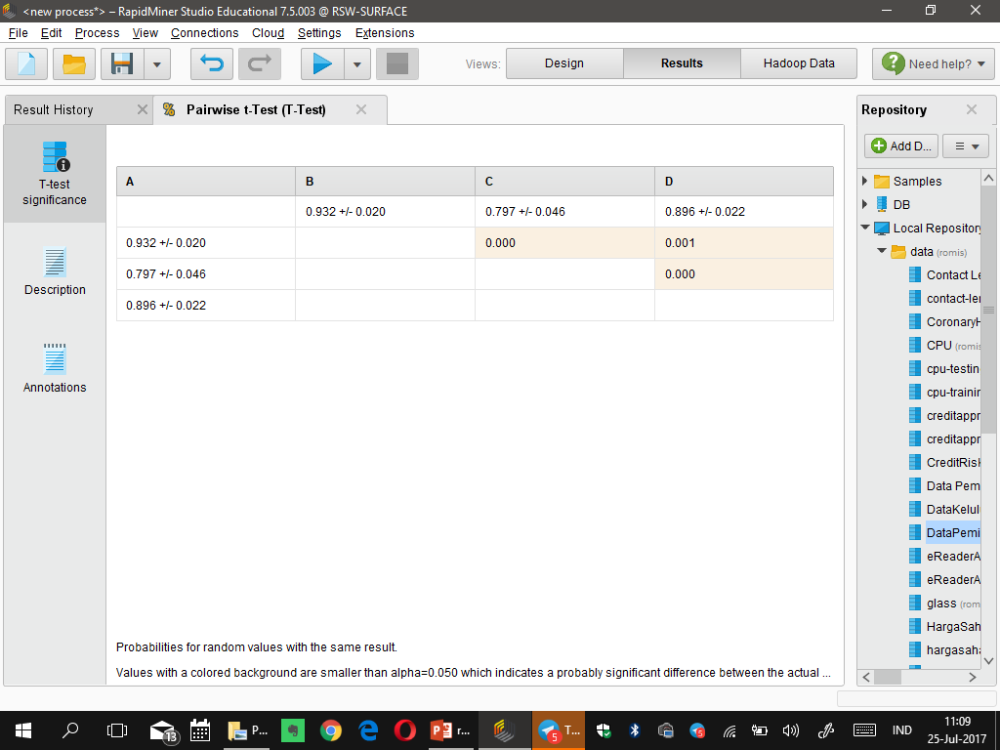 <new process*> – RapidMiner Studio Educational 7.5.003 @ RSW-SURFACE
File Edit Process View Connections Cloud Settings Extensions
Views: Design Results Hadoop Data Need help?
Result History Pairwise t-Test (T-Test) Repository
Add D...
T-test
significance
Description
Annotations
A B C D
0.932 +/- 0.020 0.797 +/- 0.046 0.896 +/- 0.022
0.932 +/- 0.020 0.000 0.001
0.797 +/- 0.046 0.000
0.896 +/- 0.022
Probabilities for random values with the same result.
Values with a colored background are smaller than alpha=0.050 which indicates a probably significant difference between the actual ...
Samples
DB
Local Repository
data (romis)
Contact Le
contact-len
CoronaryH
CPU (romis
cpu-testin
cpu-trainin
creditappr
creditappr
CreditRisk
Data Pem
DataKelul
DataPemi
eReaderA
eReaderA
glass (rom
HargaSah
hargasaha
13 P... r... 5 T... 5 IND
11:09
25-Jul-2017